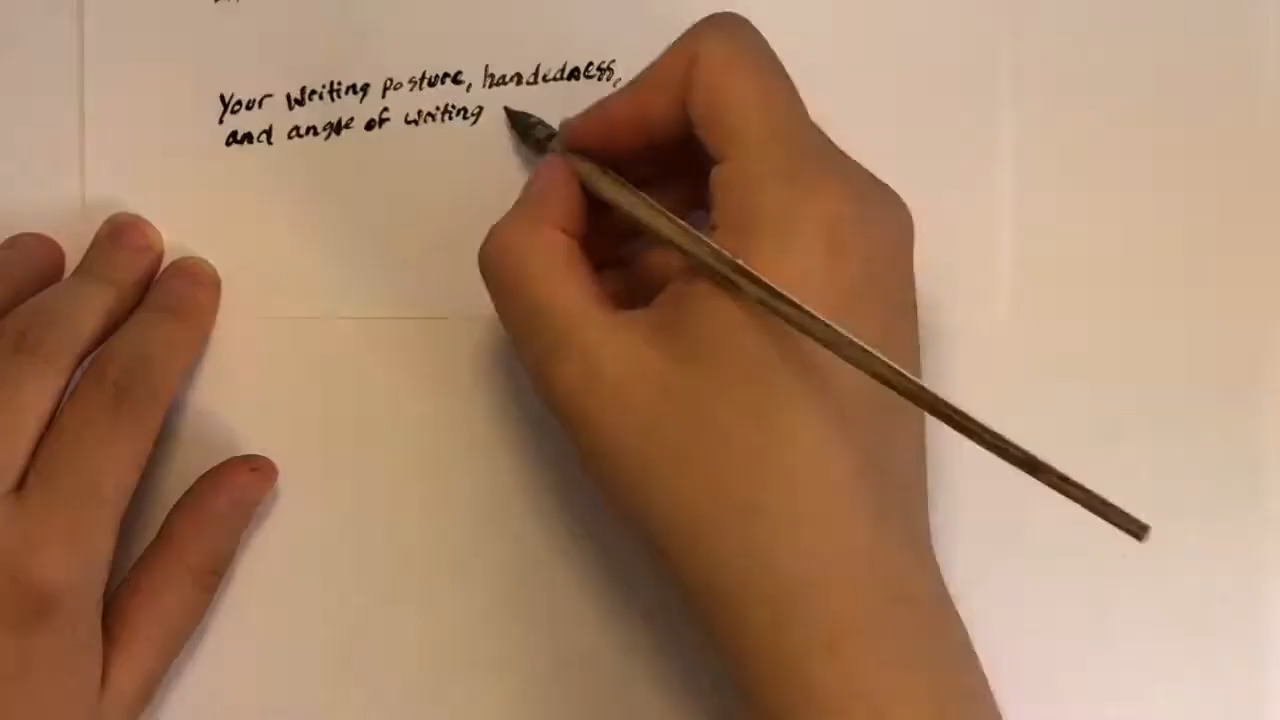 Your writing posture, handedness,
and angle of writing